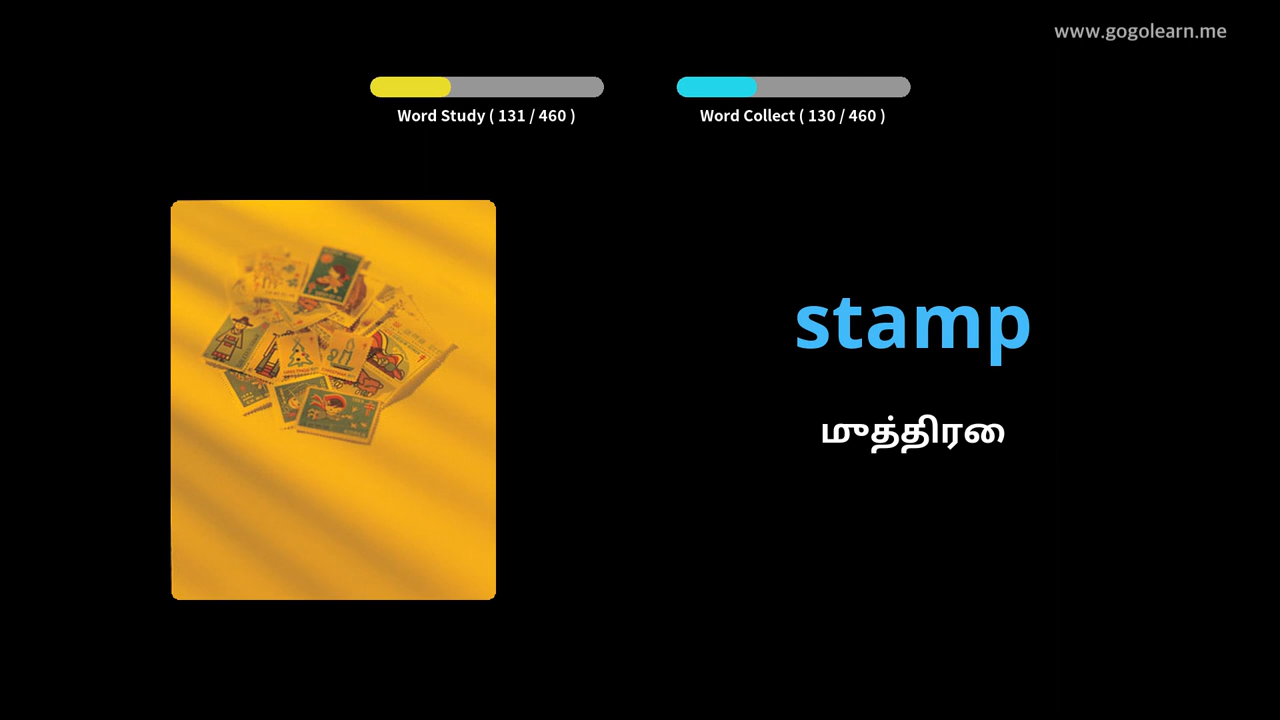 www.gogolearn.me
Word Study ( 131 / 460 )
Word Collect ( 130 / 460 )
stamp
முத்திரை